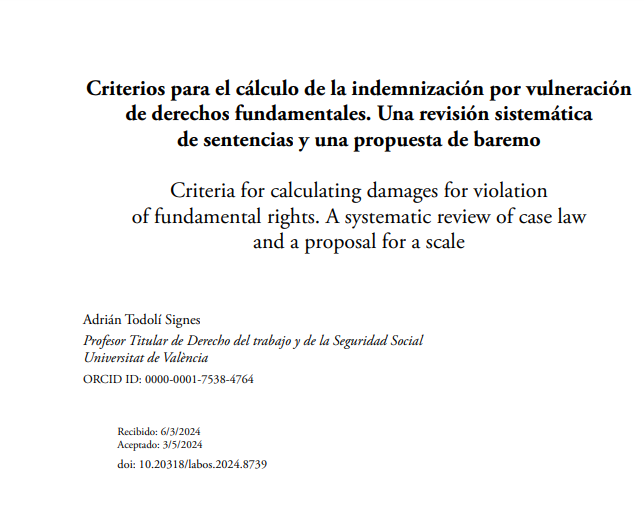 Criterios para el cálculo de la indemnización por vulneración
de derechos fundamentales. Una revisión sistemática
de sentencias y una propuesta de baremo
Criteria for calculating damages for violation
of fundamental rights. A systematic review of case law
and a proposal for a scale
Adrián Todolí Signes
Profesor Titular de Derecho del trabajo y de la Seguridad Social
Universitat de València
ORCID ID: 0000-0001-7538-4764
Recibido: 6/3/2024
Aceptado: 3/5/2024
doi: 10.20318/labos.2024.8739